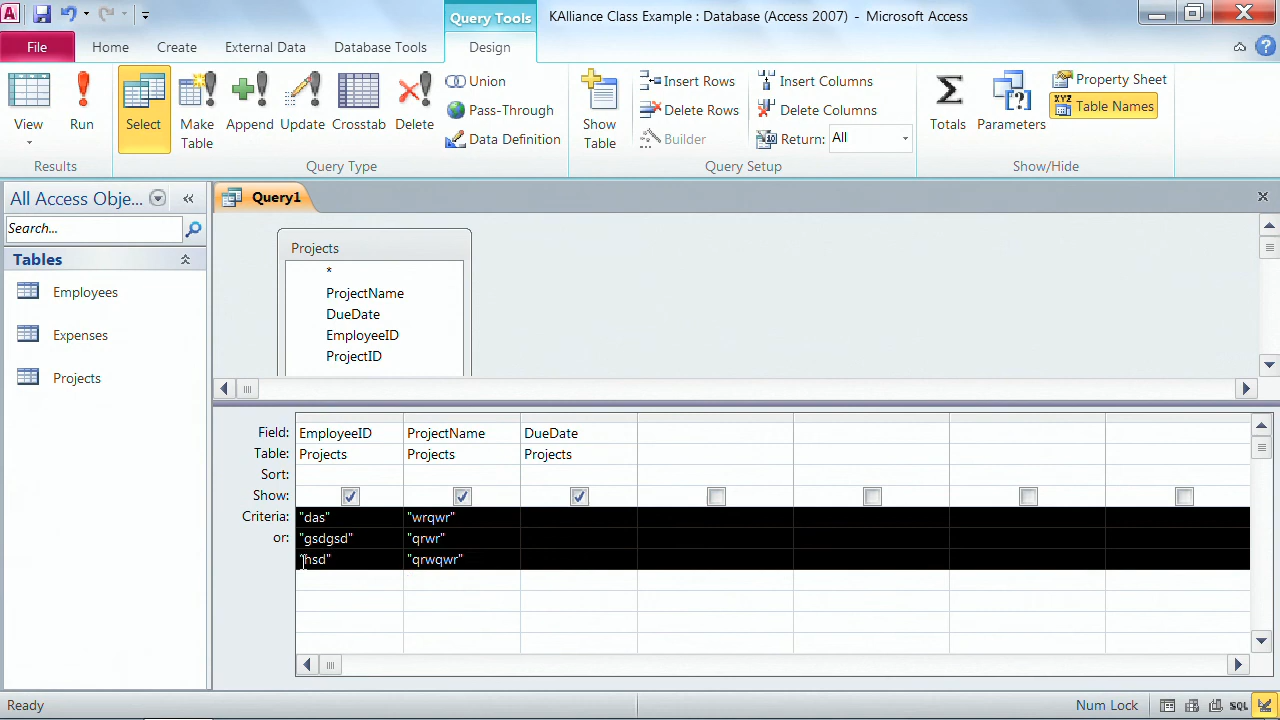 Query Tools
KAlliance Class Example : Database (Access 2007) - Microsoft Access
File Home Create External Data Database Tools Design
View
Run
Select
Make Table
Append
Update
Crosstab
Delete
Union
Pass-Through
Data Definition
Show Table
Insert Rows
Delete Rows
Builder
Insert Columns
Delete Columns
Return: All
Totals
Parameters
Property Sheet
Table Names
Results
Query Type
Query Setup
Show/Hide
All Access Obje...
Search...
Tables
Employees
Expenses
Projects
Query1
Projects
*
ProjectName
DueDate
EmployeeID
ProjectID
Field: EmployeeID ProjectName DueDate
Table: Projects Projects Projects
Sort:
Show:
Criteria: "das" "wrqwr"
or: "gsdgsd" "qrwr"
"hsd" "qrwqwr"
Ready
Num Lock
SQL